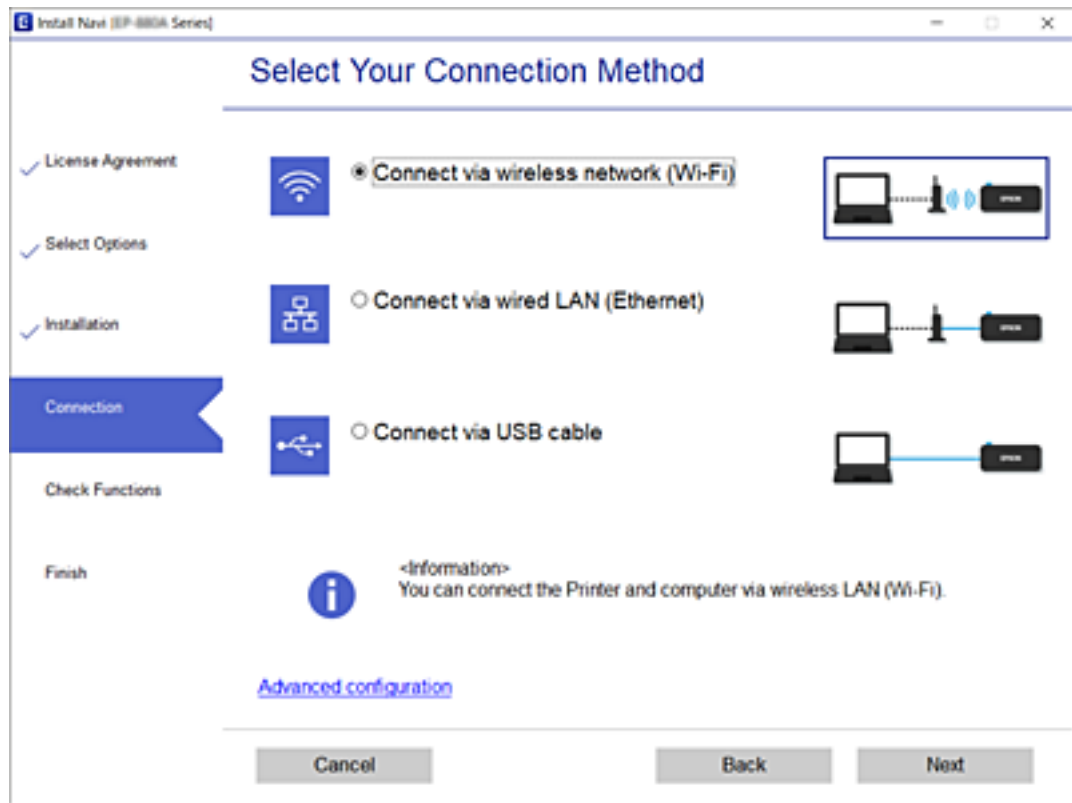 Install Navi [EP-880A Series]
Select Your Connection Method
License Agreement
Select Options
Installation
Connection
Check Functions
Finish
Connect via wireless network (Wi-Fi)
Connect via wired LAN (Ethernet)
Connect via USB cable
<Information>
You can connect the Printer and computer via wireless LAN (Wi-Fi).
Advanced configuration
Cancel
Back
Next